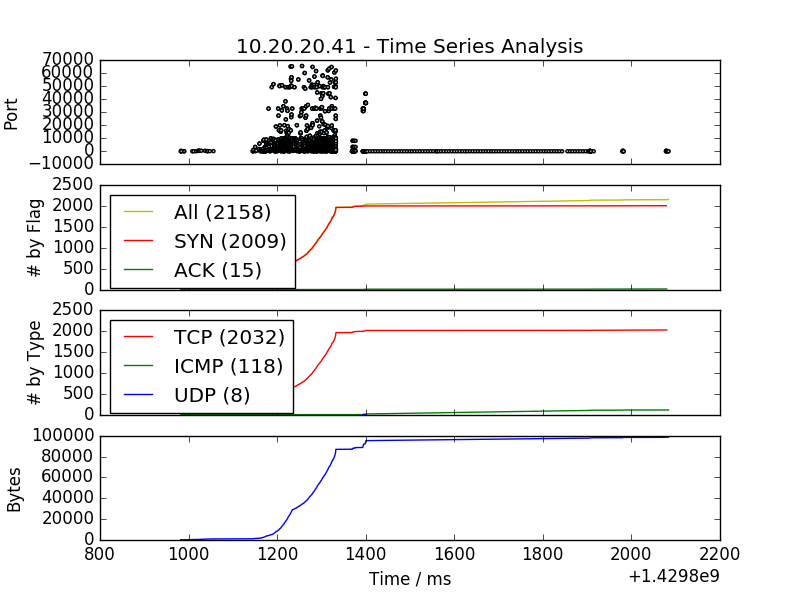 10.20.20.41 - Time Series Analysis
70000
60000
50000
40000
30000
20000
10000
0
−10000
Port
2500
2000
1500
1000
500
0
# by Flag
All (2158)
SYN (2009)
ACK (15)
2500
2000
1500
1000
500
0
# by Type
TCP (2032)
ICMP (118)
UDP (8)
100000
80000
60000
40000
20000
0
Bytes
800 1000 1200 1400 1600 1800 2000 2200
Time / ms
+1.4298e9